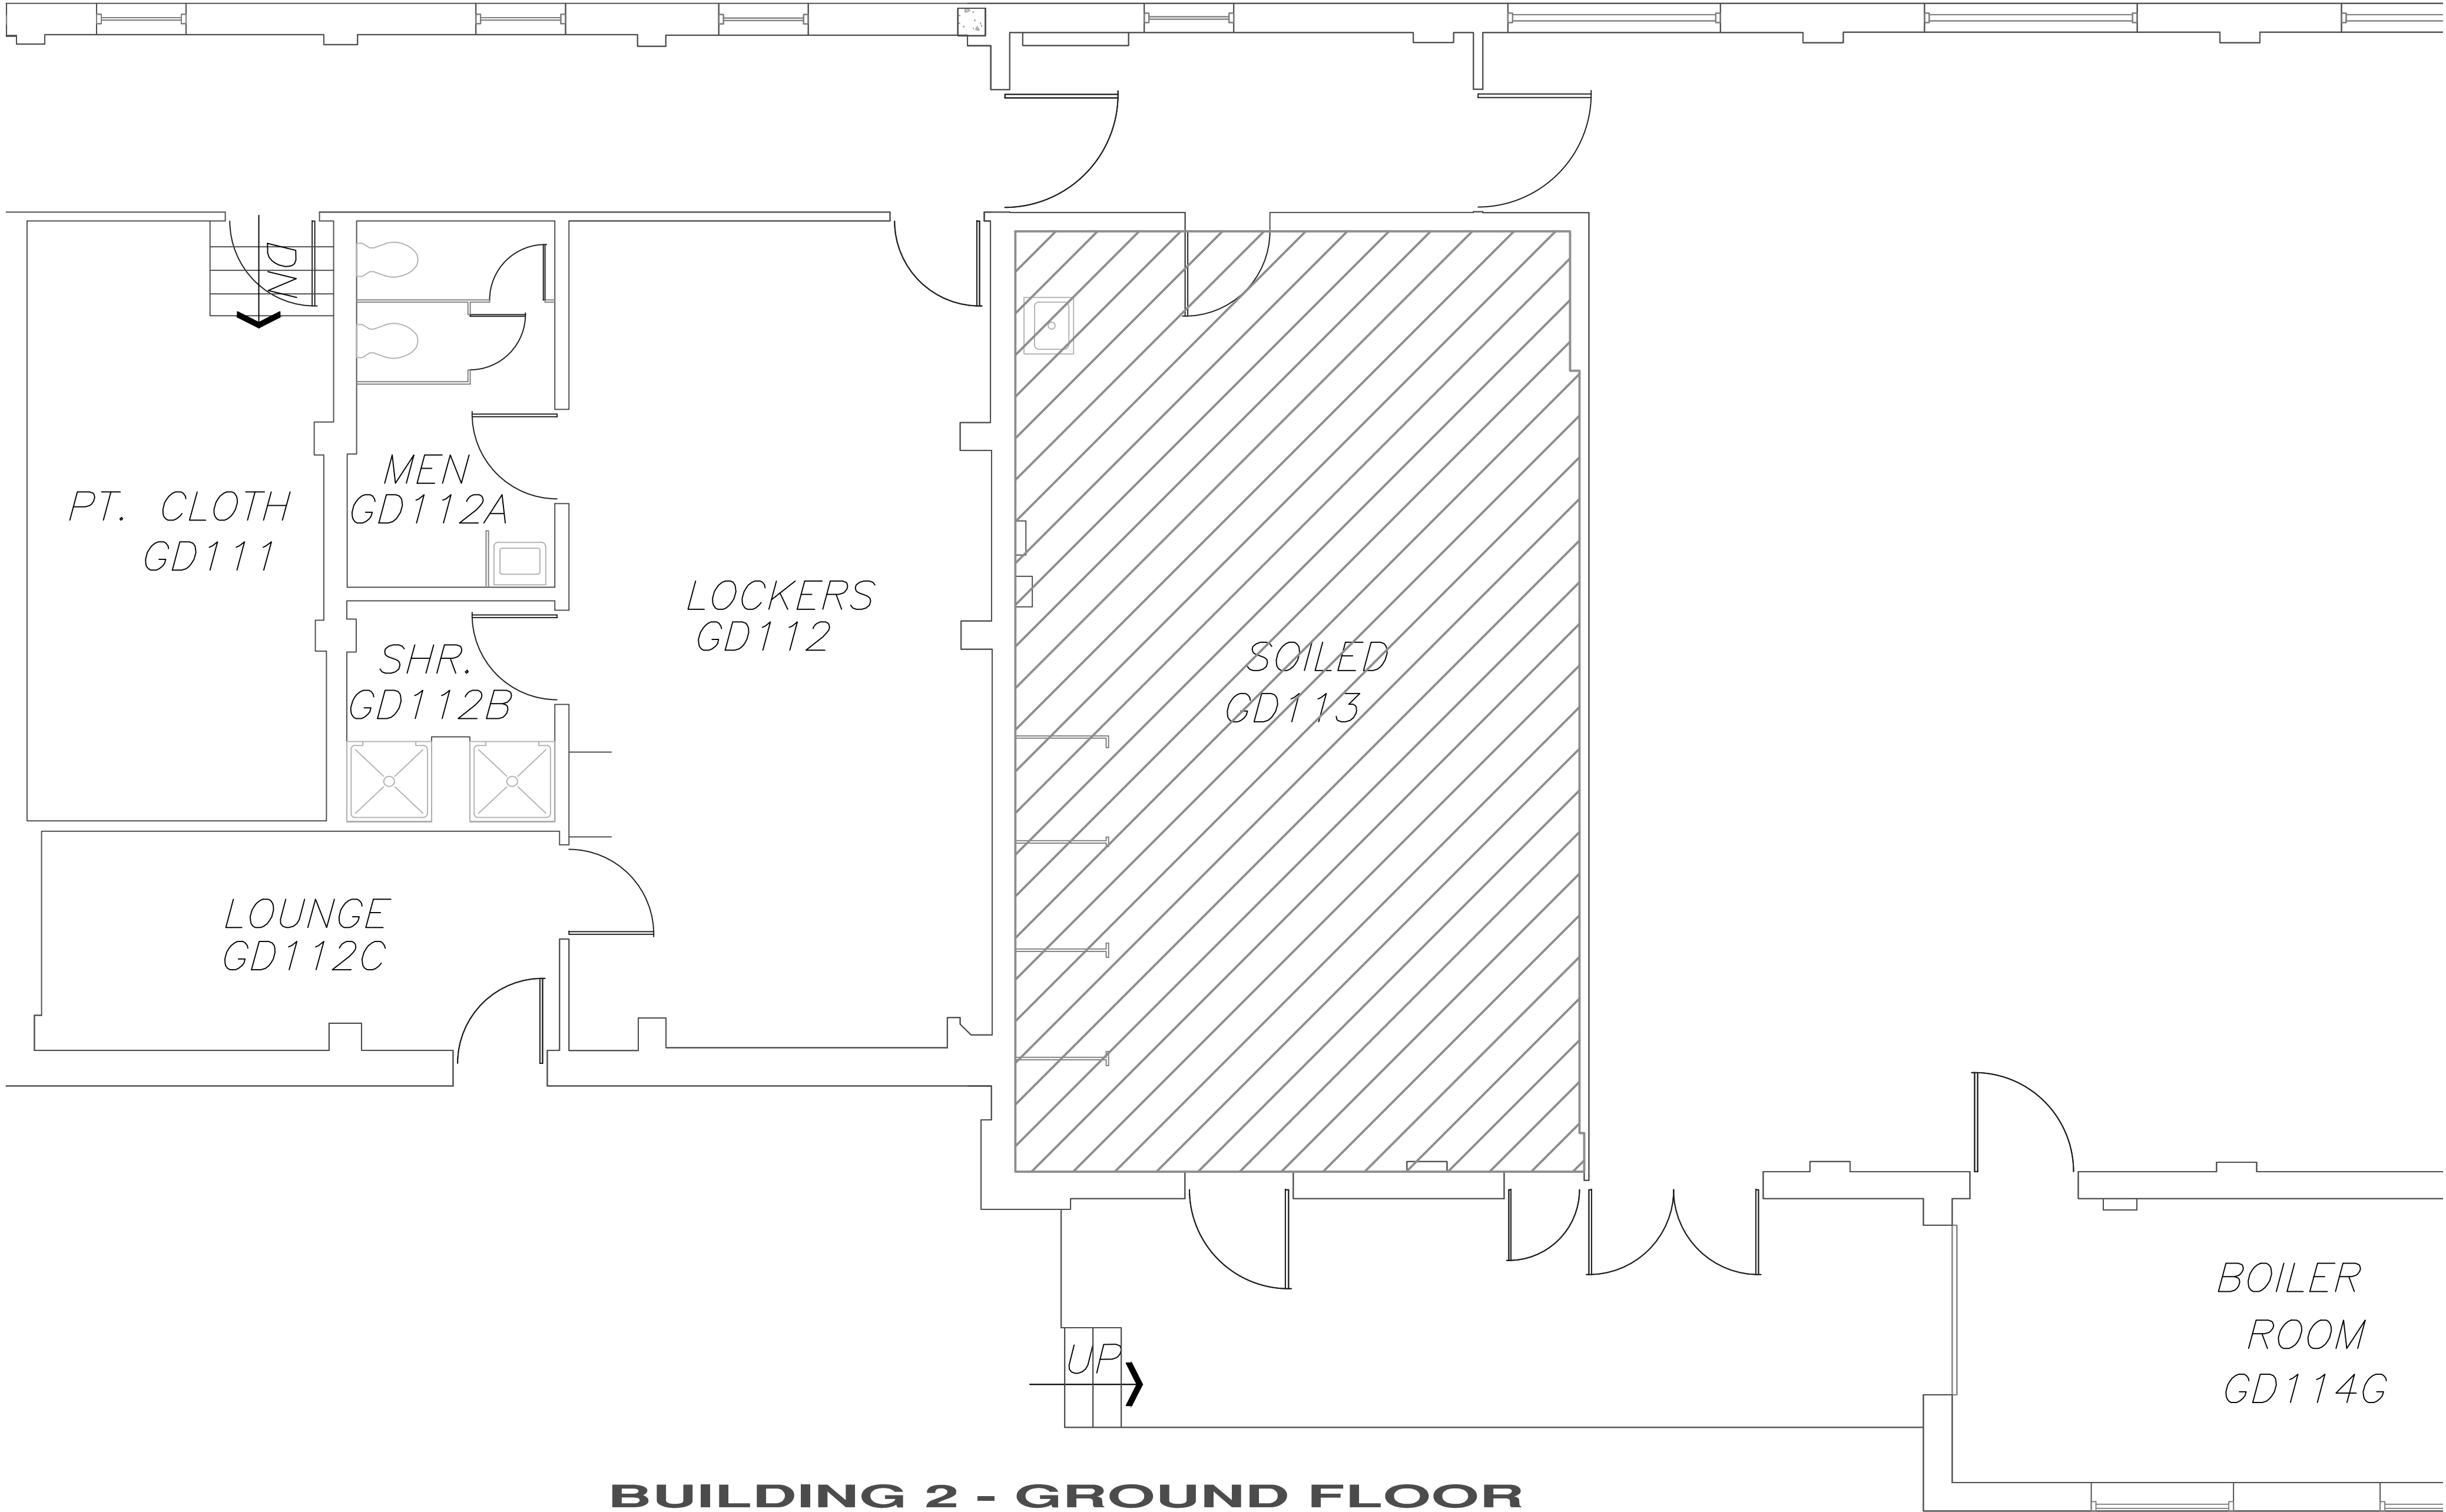 DN
MEN
GD112A
PT. CLOTH
GD111
LOCKERS
GD112
SHR.
GD112B
SOILED
GD113
LOUNGE
GD112C
BOILER
ROOM
GD114G
UP
BUILDING 2 - GROUND FLOOR